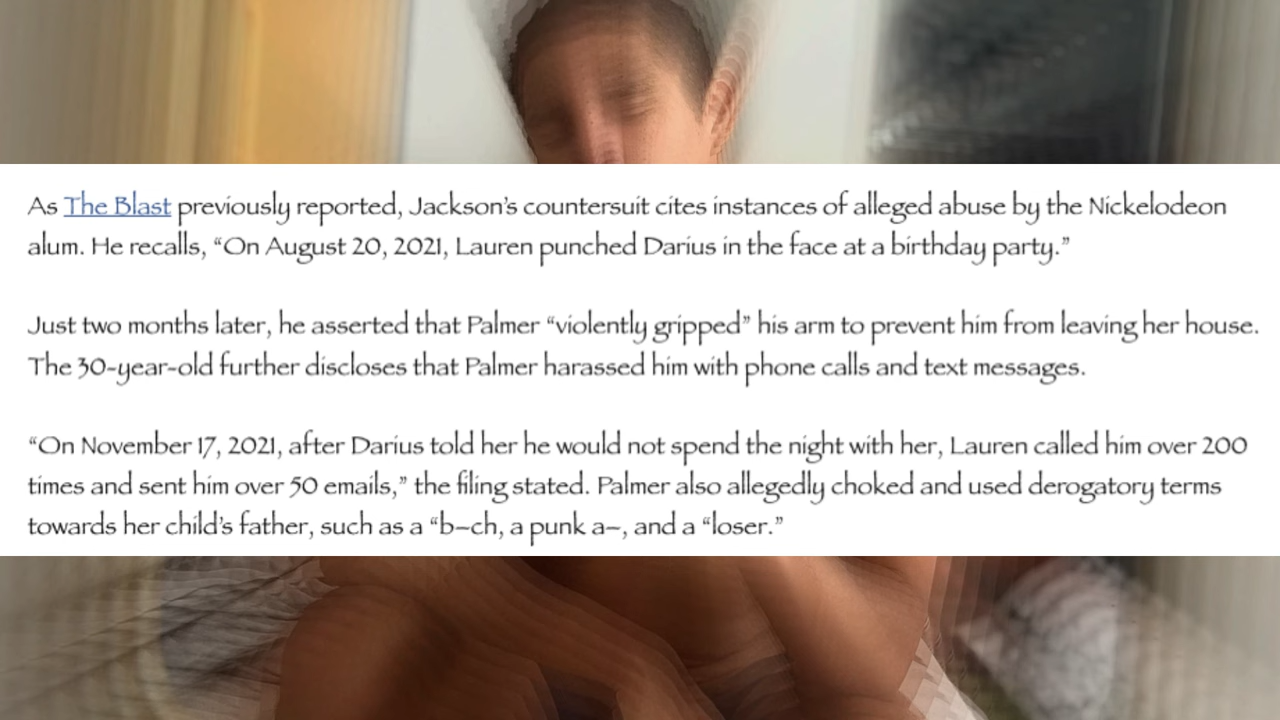 As The Blast previously reported, Jackson's countersuit cites instances of alleged abuse by the Nickelodeon
alum. He recalls, “On August 20, 2021, Lauren punched Darius in the face at a birthday party.”
Just two months later, he asserted that Palmer “violently gripped” his arm to prevent him from leaving her house.
The 30-year-old further discloses that Palmer harassed him with phone calls and text messages.
“On November 17, 2021, after Darius told her he would not spend the night with her, Lauren called him over 200
times and sent him over 50 emails,” the filing stated. Palmer also allegedly choked and used derogatory terms
towards her child's father, such as a “b–ch, a punk a–, and a “loser.”